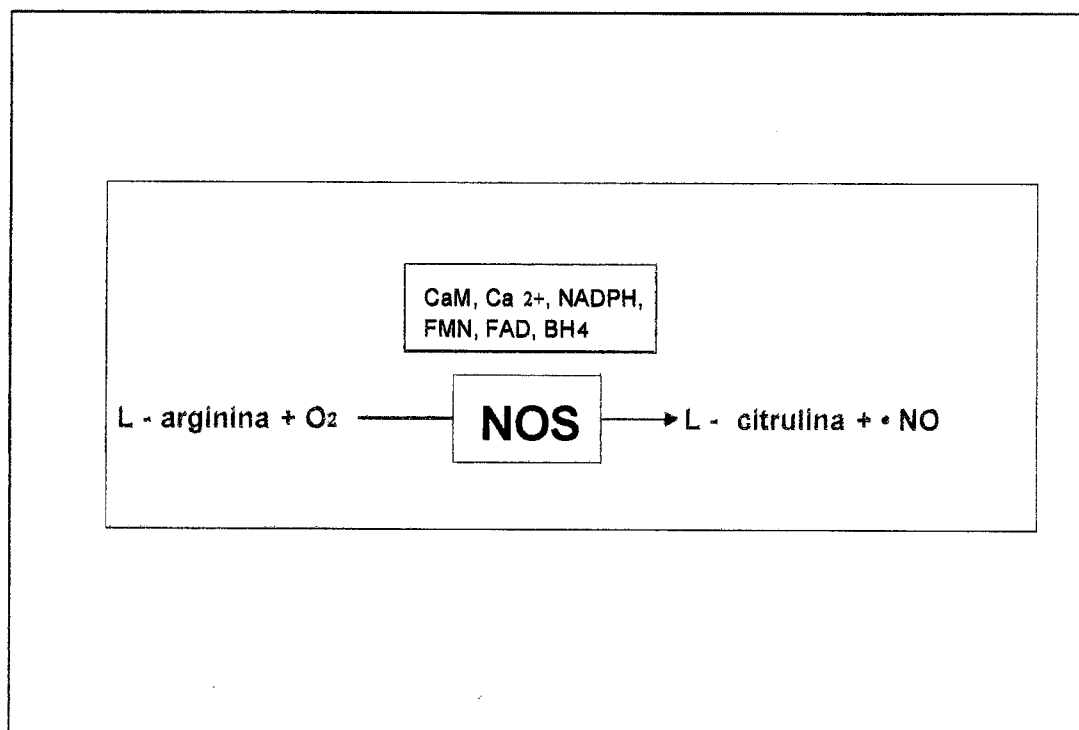 CaM, Ca 2+, NADPH,
FMN, FAD, BH4
L - arginina + O2 NOS L - citrulina + • NO